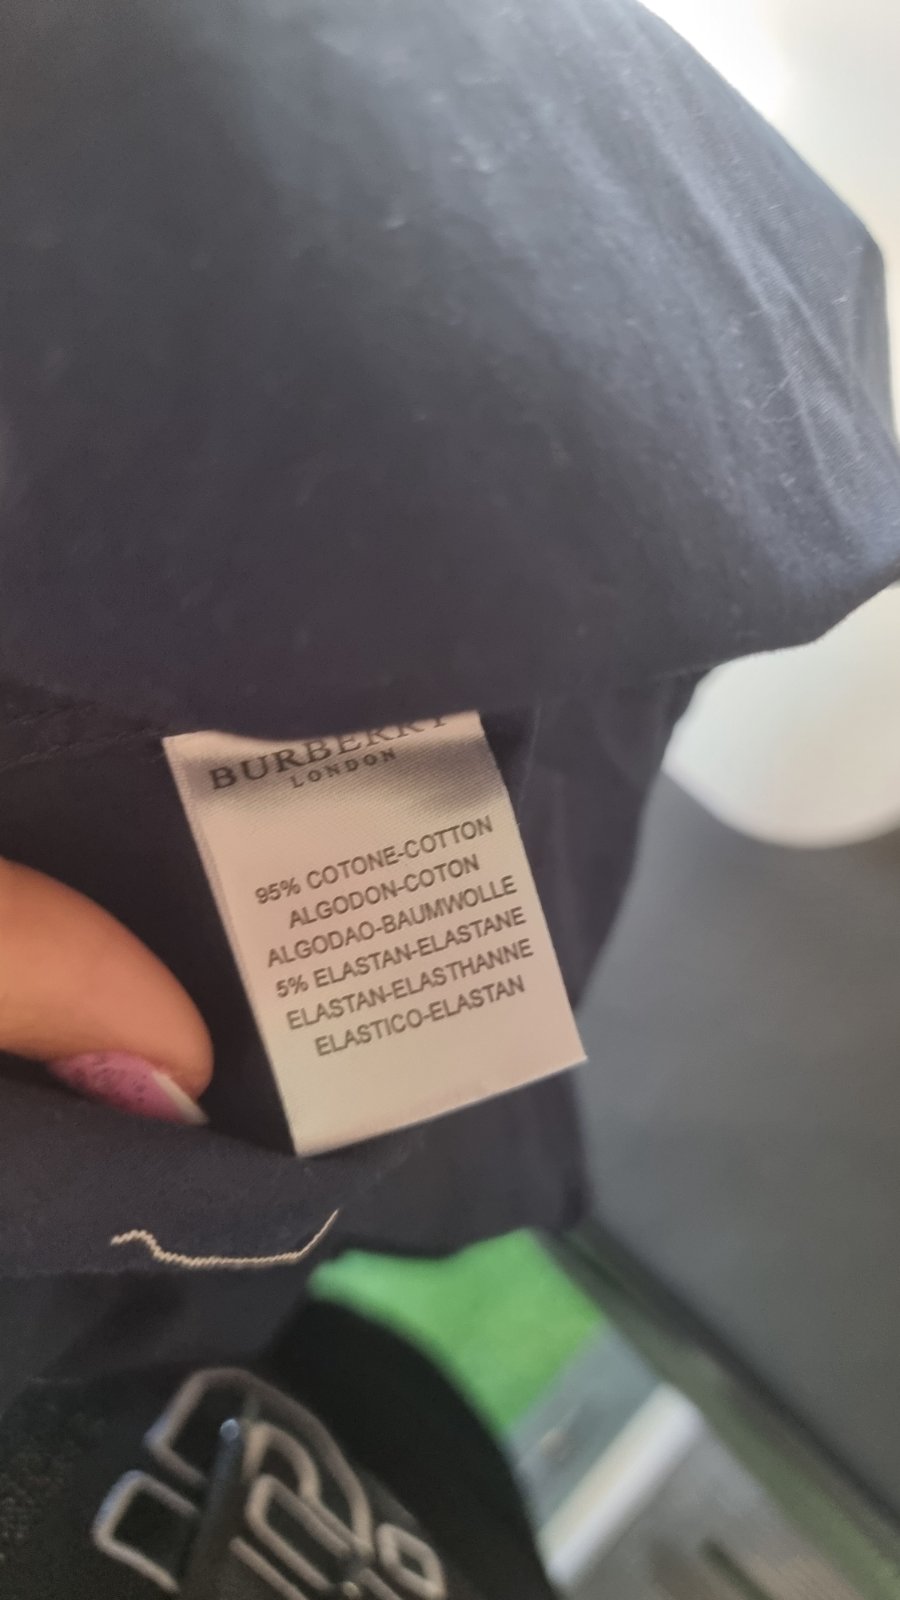 BURBERRY
LONDON
95% COTONE-COTTON
ALGODON-COTON
ALGODAO-BAUMWOLLE
5% ELASTAN-ELASTANE
ELASTAN-ELASTHANNE
ELASTICO-ELASTAN